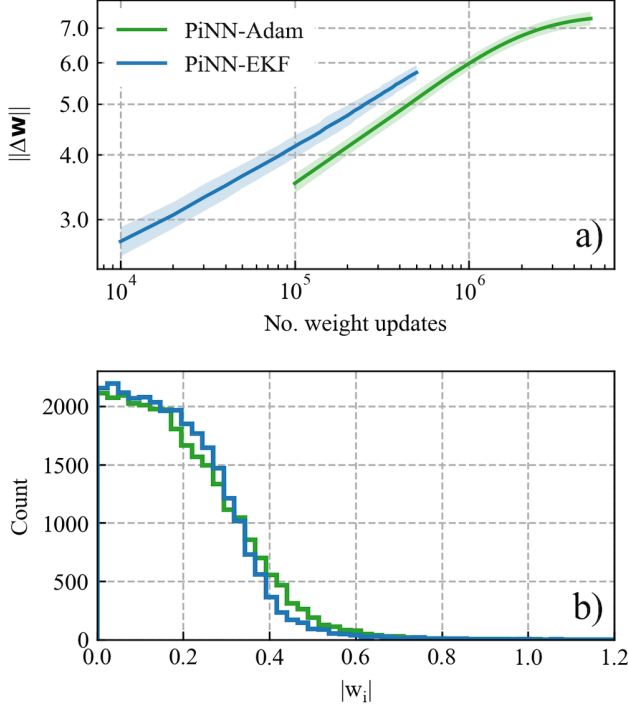 7.0
6.0
5.0
4.0
3.0
||Δw||
PiNN-Adam
PiNN-EKF
a)
10⁴
10⁵
10⁶
No. weight updates
2000
1500
1000
500
0
Count
b)
0.0
0.2
0.4
0.6
0.8
1.0
1.2
|wᵢ|